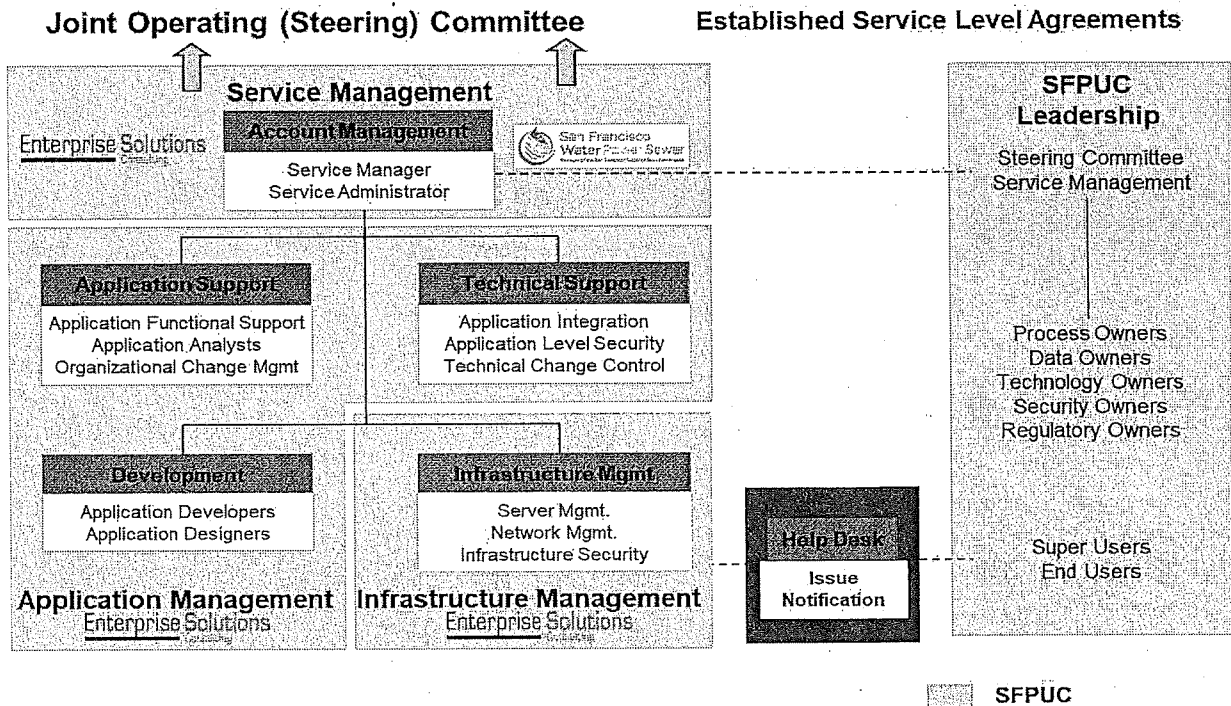 Joint Operating (Steering) Committee
Established Service Level Agreements
Service Management
Enterprise Solutions
Consulting
Account Management
Service Manager
Service Administrator
San Francisco
Water Power Sewer
SFPUC
Leadership
Steering Committee
Service Management
Application Support
Application Functional Support
Application Analysts
Organizational Change Mgmt
Technical Support
Application Integration
Application Level Security
Technical Change Control
Process Owners
Data Owners
Technology Owners
Security Owners
Regulatory Owners
Development
Application Developers
Application Designers
Infrastructure Mgmt.
Server Mgmt.
Network Mgmt.
Infrastructure Security
Help Desk
Issue
Notification
Super Users
End Users
Application Management
Enterprise Solutions
Infrastructure Management
Enterprise Solutions
SFPUC